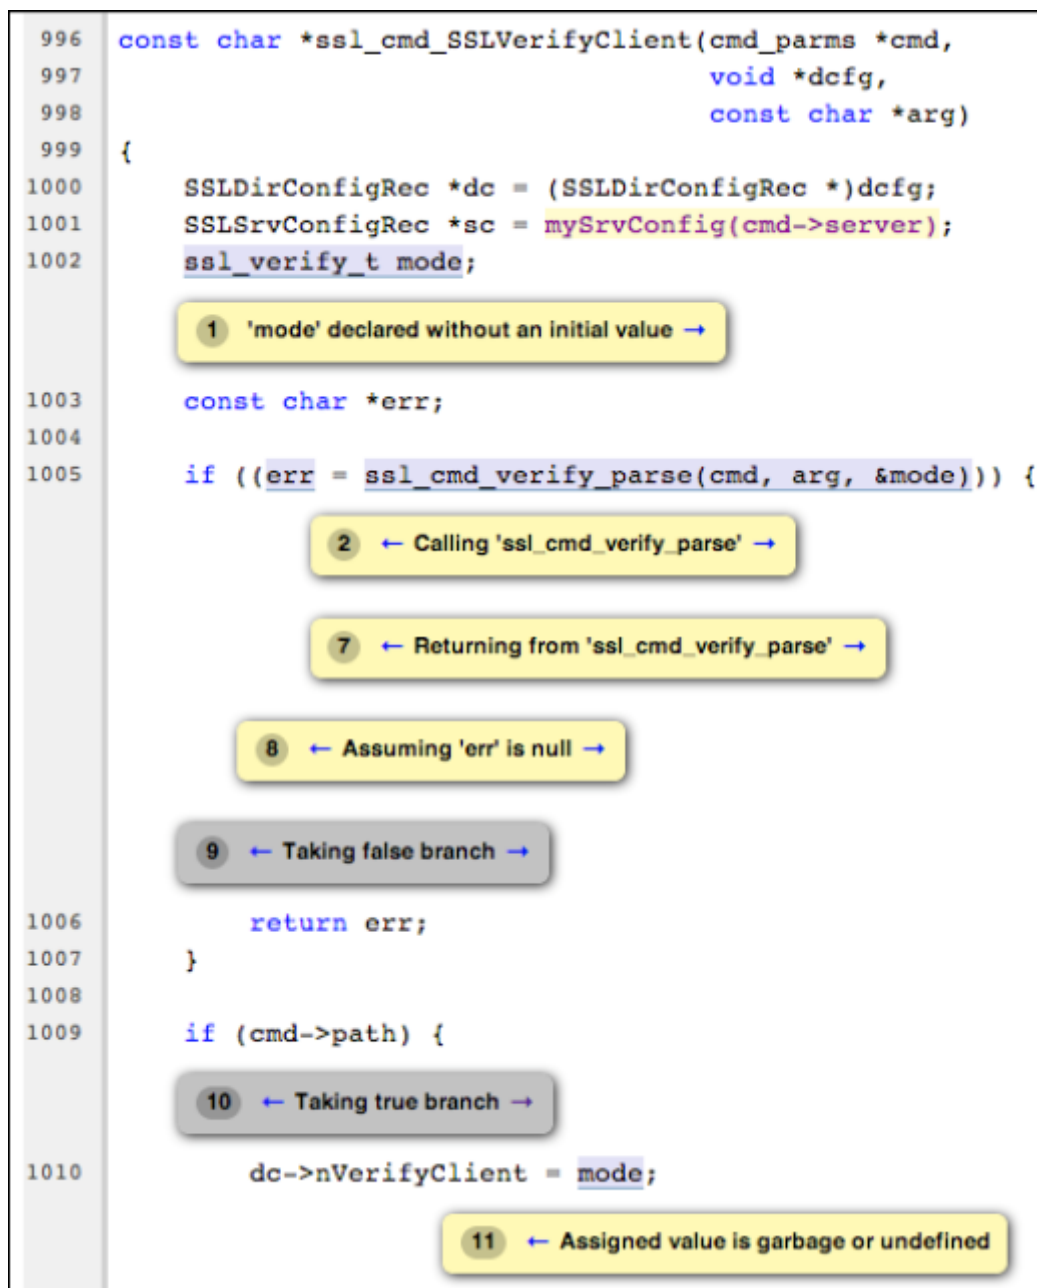 996 const char *ssl_cmd_SSLVerifyClient(cmd_parms *cmd,
997 void *dcfg,
998 const char *arg)
999 {
1000 SSLDirConfigRec *dc = (SSLDirConfigRec *)dcfg;
1001 SSLSrvConfigRec *sc = mySrvConfig(cmd->server);
1002 ssl_verify_t mode;
1 'mode' declared without an initial value →
1003 const char *err;
1004
1005 if ((err = ssl_cmd_verify_parse(cmd, arg, &mode))) {
2 ← Calling 'ssl_cmd_verify_parse' →
7 ← Returning from 'ssl_cmd_verify_parse' →
8 ← Assuming 'err' is null →
9 ← Taking false branch →
1006 return err;
1007 }
1008
1009 if (cmd->path) {
10 ← Taking true branch →
1010 dc->nVerifyClient = mode;
11 ← Assigned value is garbage or undefined